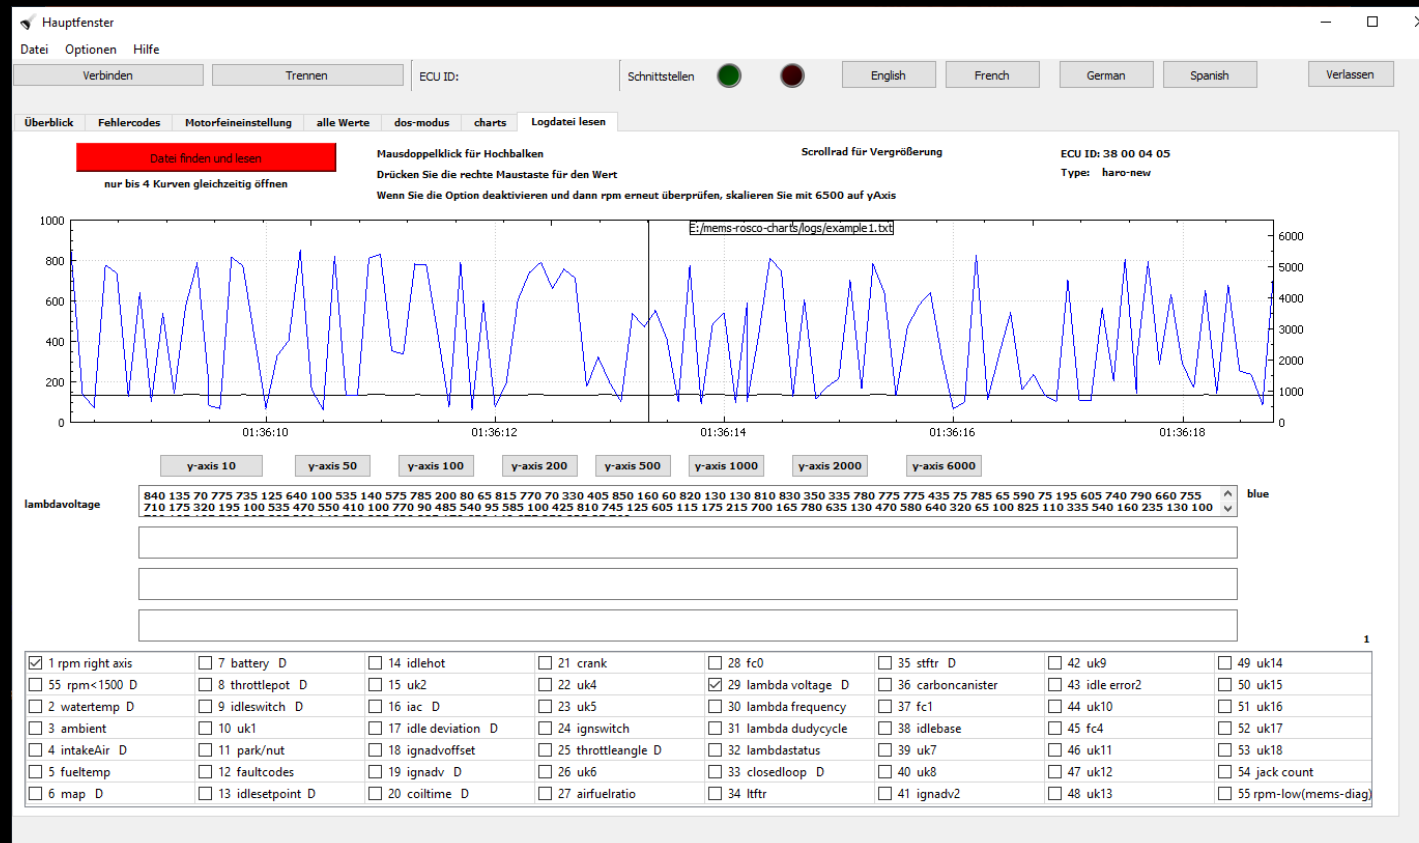 Hauptfenster
Datei Optionen Hilfe
Verbinden Trennen ECU ID: Schnittstellen English French German Spanish Verlassen
Überblick Fehlercodes Motorfeineinstellung alle Werte dos-modus charts Logdatei lesen
Datei finden und lesen Mausdoppelklick für Hochbalken Scrollrad für Vergrößerung ECU ID: 38 00 04 05
Drücken Sie die rechte Maustaste für den Wert Type: haro-new
nur bis 4 Kurven gleichzeitig öffnen
Wenn Sie die Option deaktivieren und dann rpm erneut überprüfen, skalieren Sie mit 6500 auf yAxis
E:/mems-rosco-charts/logs/example1.txt
1000
800
600
400
200
0
6000
5000
4000
3000
2000
1000
0
01:36:10 01:36:12 01:36:14 01:36:16 01:36:18
y-axis 10 y-axis 50 y-axis 100 y-axis 200 y-axis 500 y-axis 1000 y-axis 2000 y-axis 6000
lambdavoltage
840 135 70 775 735 125 640 100 535 140 575 785 200 80 65 815 770 70 330 405 850 160 60 820 130 130 810 830 350 335 780 775 775 435 75 785 65 590 75 195 605 740 790 660 755
710 175 320 195 100 535 470 550 410 100 770 90 485 540 95 585 100 425 810 745 125 605 115 175 215 700 165 780 635 130 470 580 640 320 65 100 825 110 335 540 160 235 130 100
blue
1
1 rpm right axis 7 battery D 14 idlehot 21 crank 28 fc0 35 stftr D 42 uk9 49 uk14
55 rpm<1500 D 8 throttlepot D 15 uk2 22 uk4 29 lambda voltage D 36 carboncanister 43 idle error2 50 uk15
2 watertemp D 9 idleswitch D 16 iac D 23 uk5 30 lambda frequency 37 fc1 44 uk10 51 uk16
3 ambient 10 uk1 17 idle deviation D 24 ignswitch 31 lambda dudycycle 38 idlebase 45 fc4 52 uk17
4 intakeAir D 11 park/nut 18 ignadvoffset 25 throttleangle D 32 lambdastatus 39 uk7 46 uk11 53 uk18
5 fueltemp 12 faultcodes 19 ignadv D 26 uk6 33 closedloop D 40 uk8 47 uk12 54 jack count
6 map D 13 idlesetpoint D 20 coiltime D 27 airfuelratio 34 ltftr 41 ignadv2 48 uk13 55 rpm-low(mems-diag)